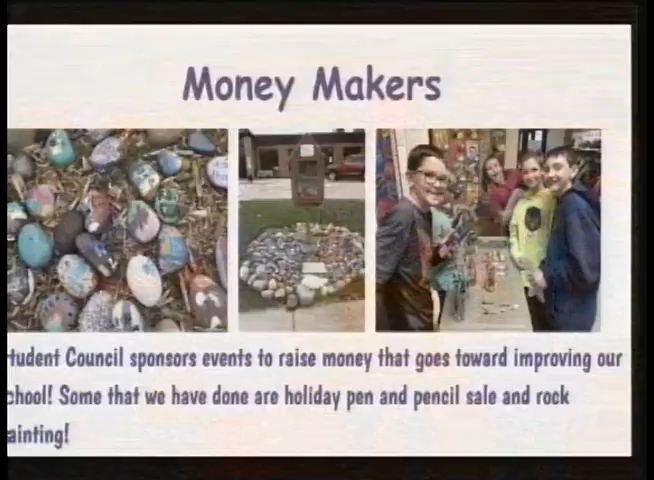 Money Makers
tudent Council sponsors events to raise money that goes toward improving our
chool! Some that we have done are holiday pen and pencil sale and rock
ainting!